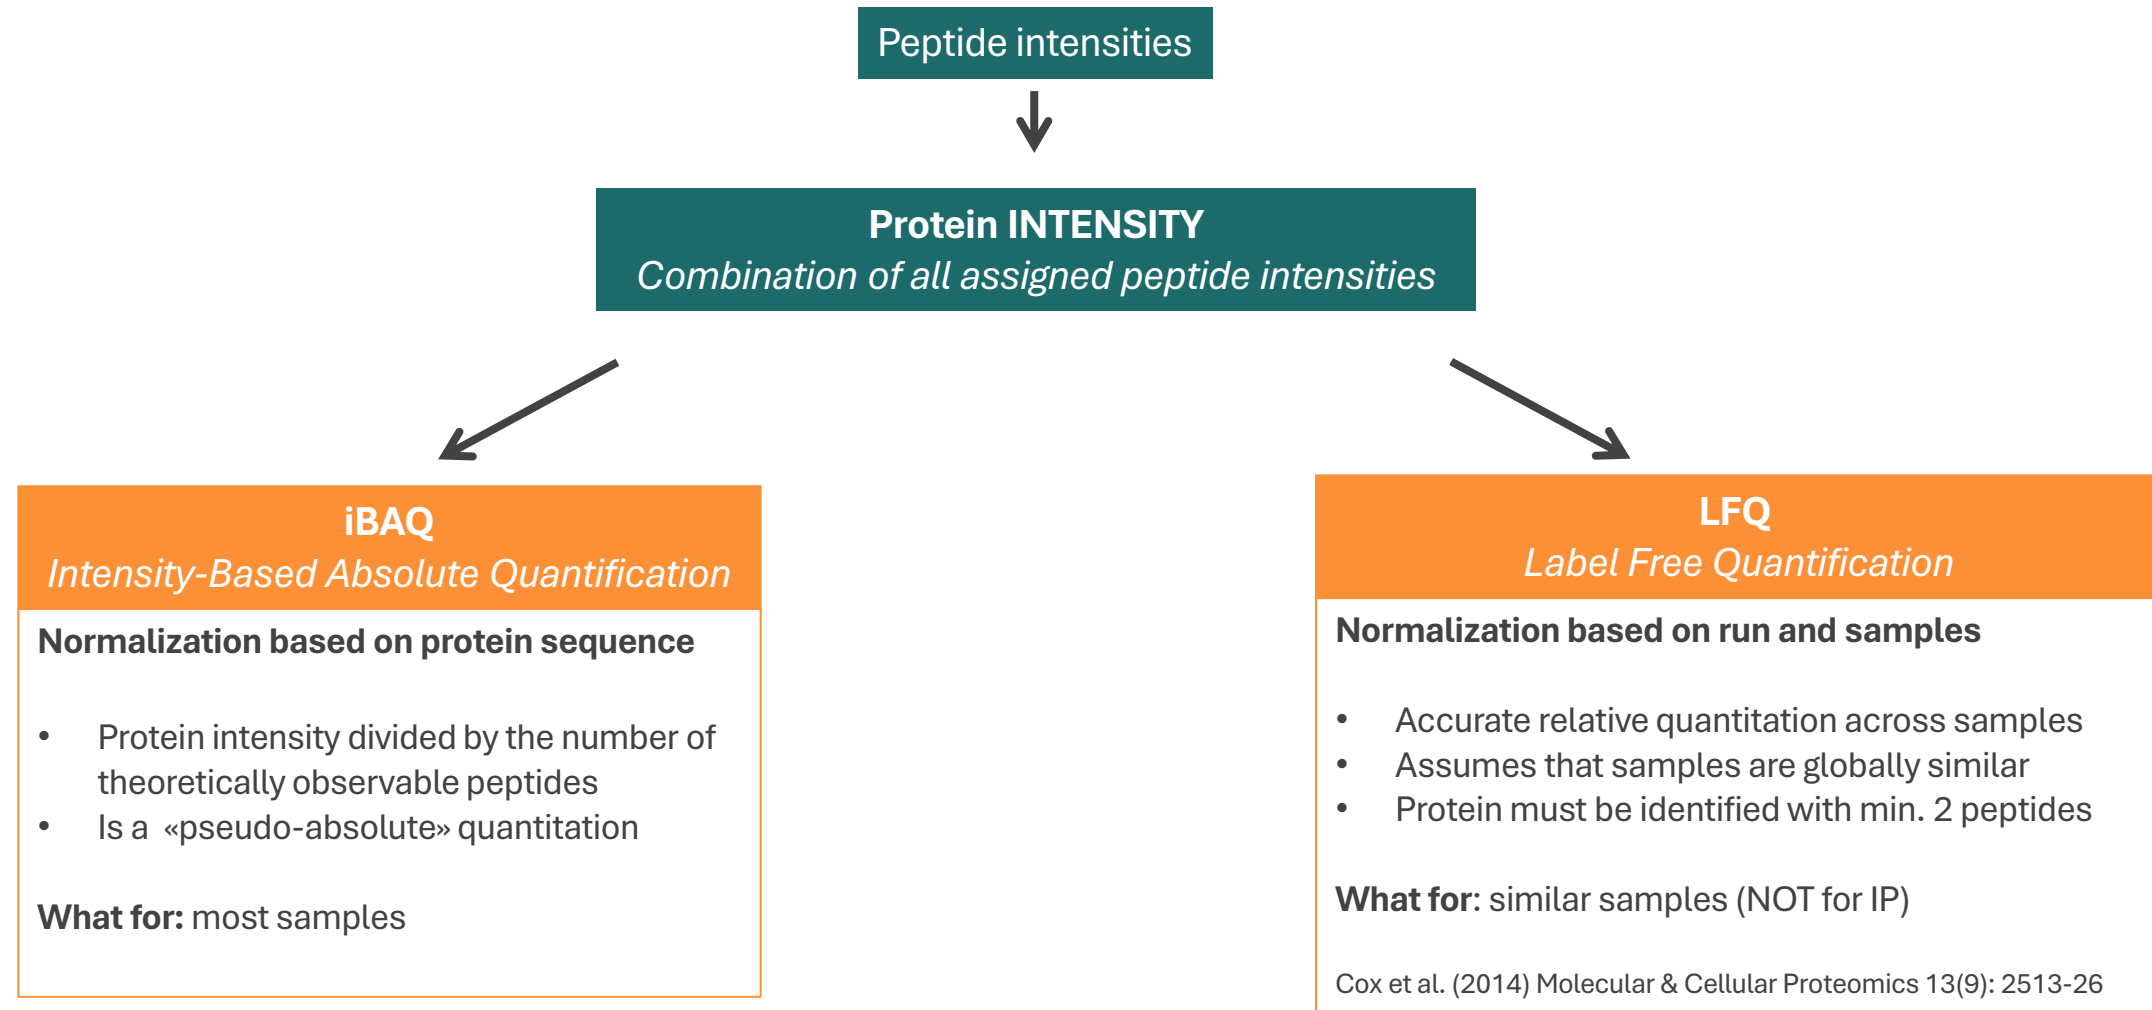 Peptide intensities
Protein INTENSITY
Combination of all assigned peptide intensities
iBAQ
Intensity-Based Absolute Quantification
Normalization based on protein sequence
• Protein intensity divided by the number of
theoretically observable peptides
• Is a «pseudo-absolute» quantitation
What for: most samples
LFQ
Label Free Quantification
Normalization based on run and samples
• Accurate relative quantitation across samples
• Assumes that samples are globally similar
• Protein must be identified with min. 2 peptides
What for: similar samples (NOT for IP)
Cox et al. (2014) Molecular & Cellular Proteomics 13(9): 2513-26